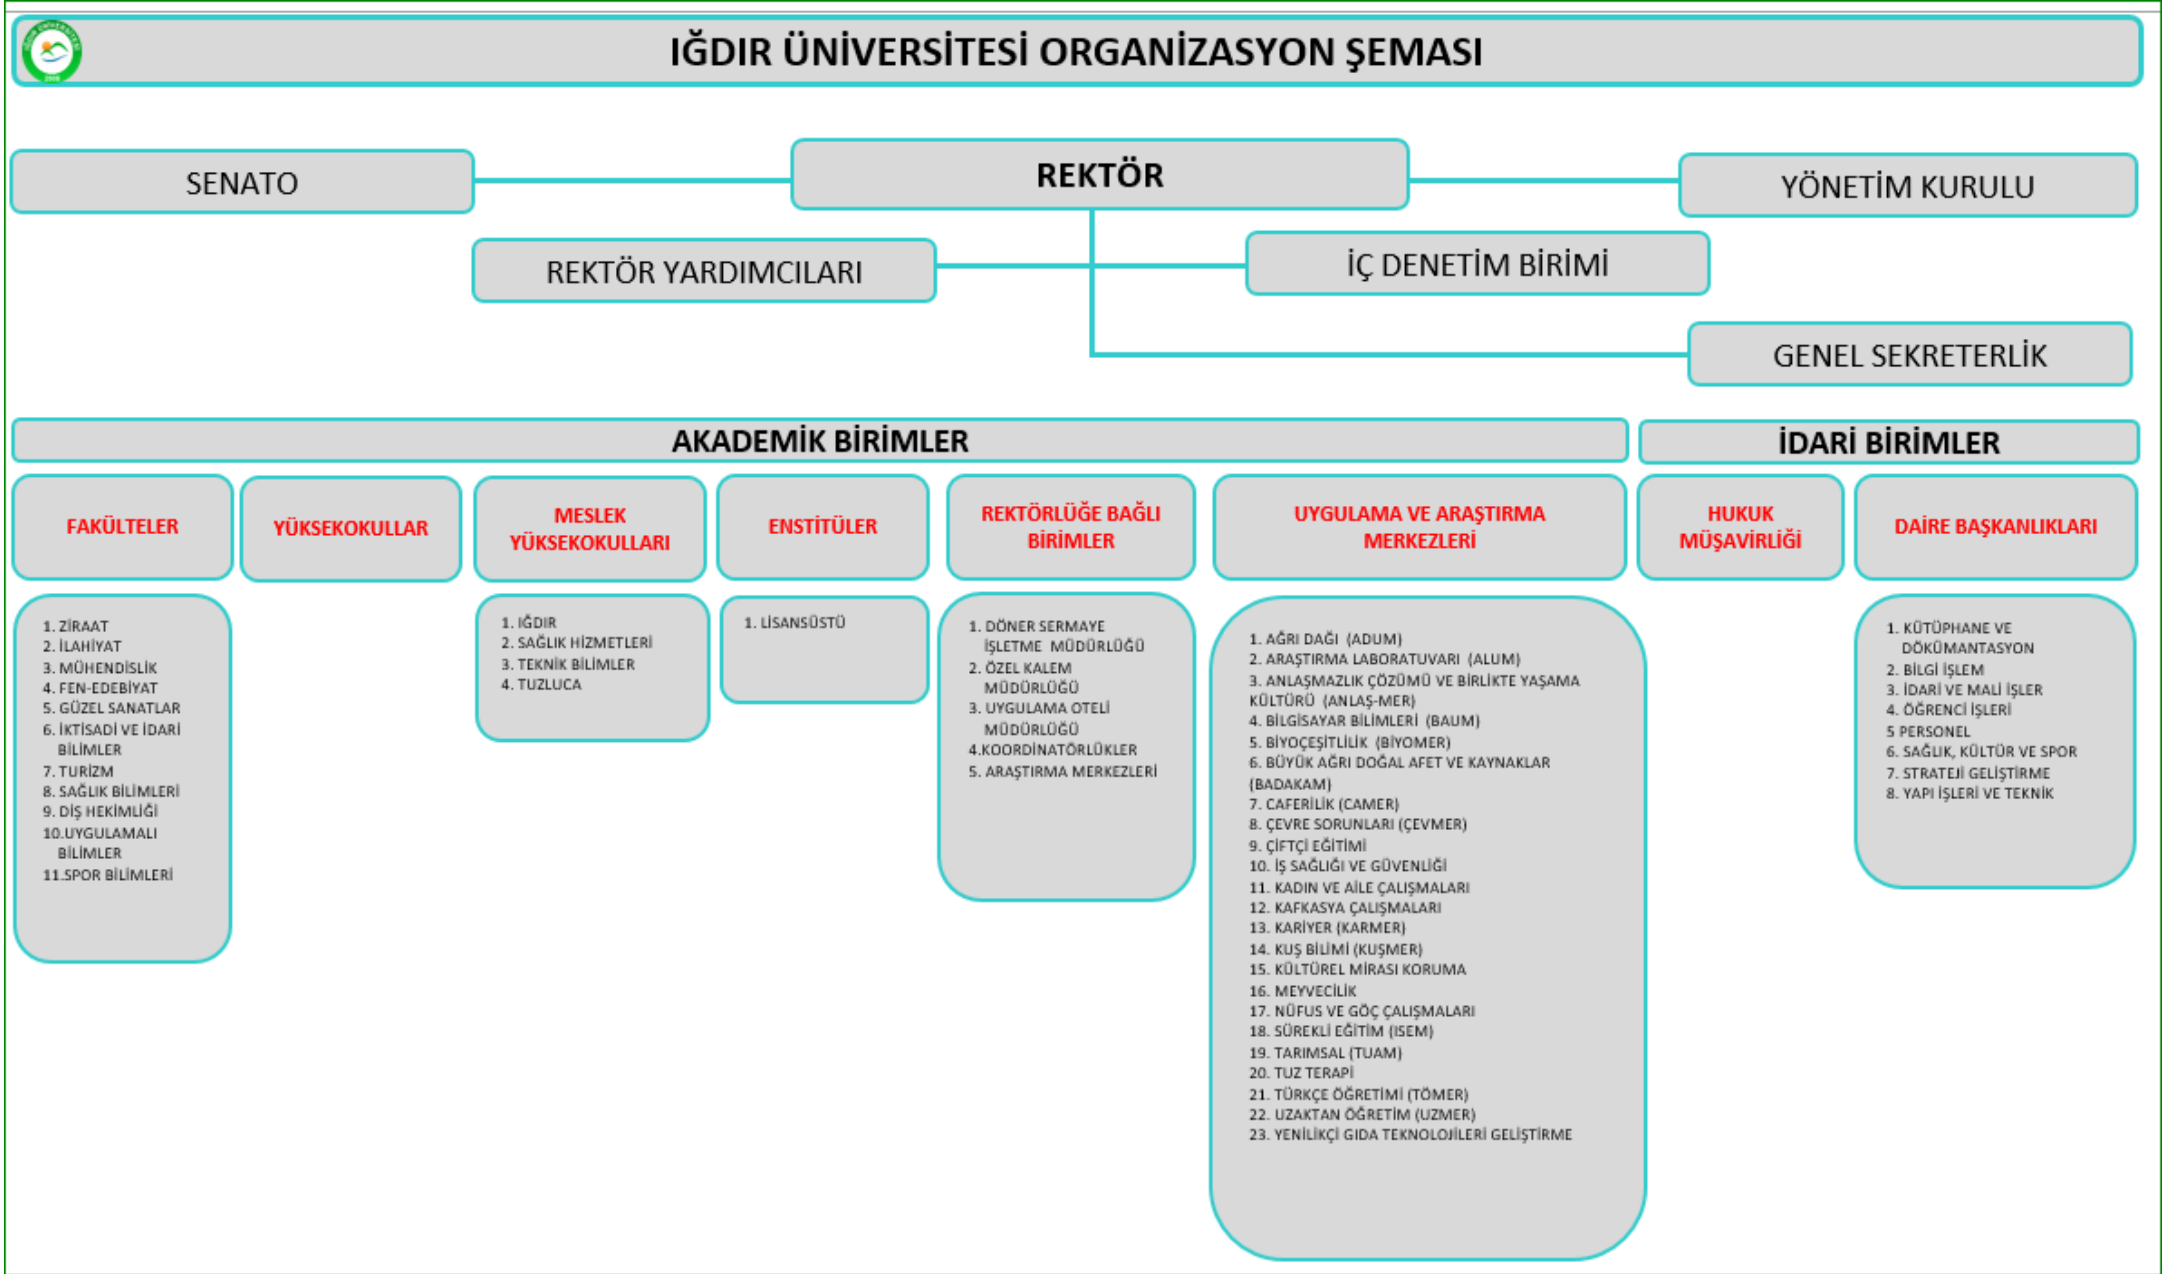 IĞDIR ÜNİVERSİTESİ ORGANİZASYON ŞEMASI
IĞDIR ÜNİVERSİTESİ
2008
SENATO
REKTÖR
YÖNETİM KURULU
REKTÖR YARDIMCILARI
İÇ DENETİM BİRİMİ
GENEL SEKRETERLİK
AKADEMİK BİRİMLER
İDARİ BİRİMLER
FAKÜLTELER
YÜKSEKOKULLAR
MESLEK
YÜKSEKOKULLARI
ENSTİTÜLER
REKTÖRLÜĞE BAĞLI
BİRİMLER
UYGULAMA VE ARAŞTIRMA
MERKEZLERİ
HUKUK
MÜŞAVİRLİĞİ
DAİRE BAŞKANLIKLARI
1. ZİRAAT
2. İLAHİYAT
3. MÜHENDİSLİK
4. FEN-EDEBİYAT
5. GÜZEL SANATLAR
6. İKTİSADİ VE İDARİ
BİLİMLER
7. TURİZM
8. SAĞLIK BİLİMLERİ
9. DİŞ HEKİMLİĞİ
10.UYGULAMALI
BİLİMLER
11.SPOR BİLİMLERİ
1. IĞDIR
2. SAĞLIK HİZMETLERİ
3. TEKNİK BİLİMLER
4. TUZLUCA
1. LİSANSÜSTÜ
1. DÖNER SERMAYE
İŞLETME MÜDÜRLÜĞÜ
2. ÖZEL KALEM
MÜDÜRLÜĞÜ
3. UYGULAMA OTELİ
MÜDÜRLÜĞÜ
4.KOORDİNATÖRLÜKLER
5. ARAŞTIRMA MERKEZLERİ
1. AĞRI DAĞI (ADUM)
2. ARAŞTIRMA LABORATUVARI (ALUM)
3. ANLAŞMAZLIK ÇÖZÜMÜ VE BİRLİKTE YAŞAMA
KÜLTÜRÜ (ANLAŞ-MER)
4. BİLGİSAYAR BİLİMLERİ (BAUM)
5. BİYOÇEŞİTLİLİK (BİYOMER)
6. BÜYÜK AĞRI DOĞAL AFET VE KAYNAKLAR
(BADAKAM)
7. CAFERİLİK (CAMER)
8. ÇEVRE SORUNLARI (ÇEVMER)
9. ÇİFTÇİ EĞİTİMİ
10. İŞ SAĞLIĞI VE GÜVENLİĞİ
11. KADIN VE AİLE ÇALIŞMALARI
12. KAFKASYA ÇALIŞMALARI
13. KARİYER (KARMER)
14. KUŞ BİLİMİ (KUŞMER)
15. KÜLTÜREL MİRASI KORUMA
16. MEYVECİLİK
17. NÜFUS VE GÖÇ ÇALIŞMALARI
18. SÜREKLİ EĞİTİM (ISEM)
19. TARIMSAL (TUAM)
20. TUZ TERAPİ
21. TÜRKÇE ÖĞRETİMİ (TÖMER)
22. UZAKTAN ÖĞRETİM (UZMER)
23. YENİLİKÇİ GIDA TEKNOLOJİLERİ GELİŞTİRME
1. KÜTÜPHANE VE
DÖKÜMANTASYON
2. BİLGİ İŞLEM
3. İDARİ VE MALİ İŞLER
4. ÖĞRENCİ İŞLERİ
5 PERSONEL
6. SAĞLIK, KÜLTÜR VE SPOR
7. STRATEJİ GELİŞTİRME
8. YAPI İŞLERİ VE TEKNİK